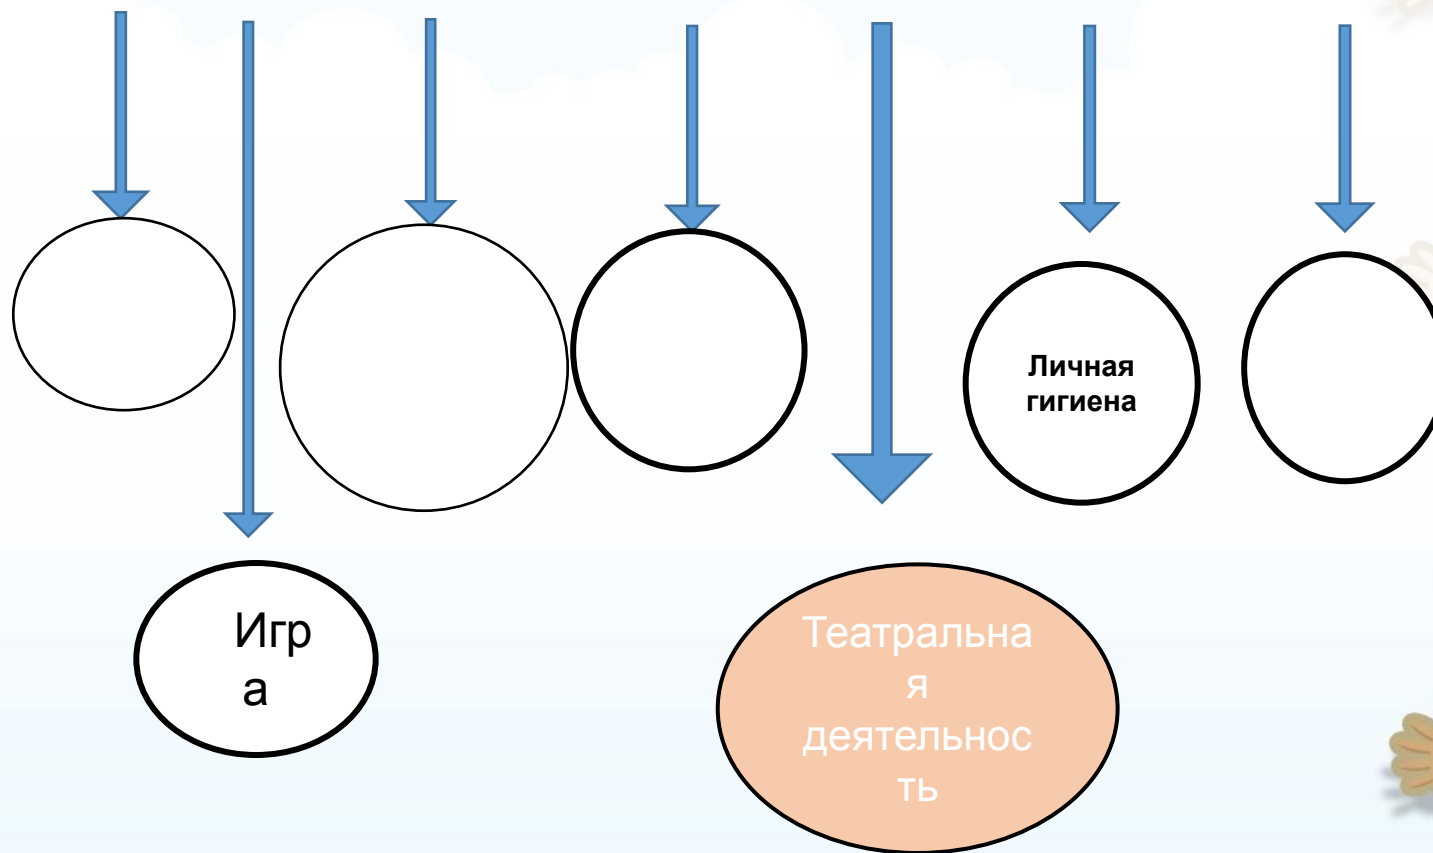 Личная
гигиена
Игр
а
Театральна
я
деятельнос
ть